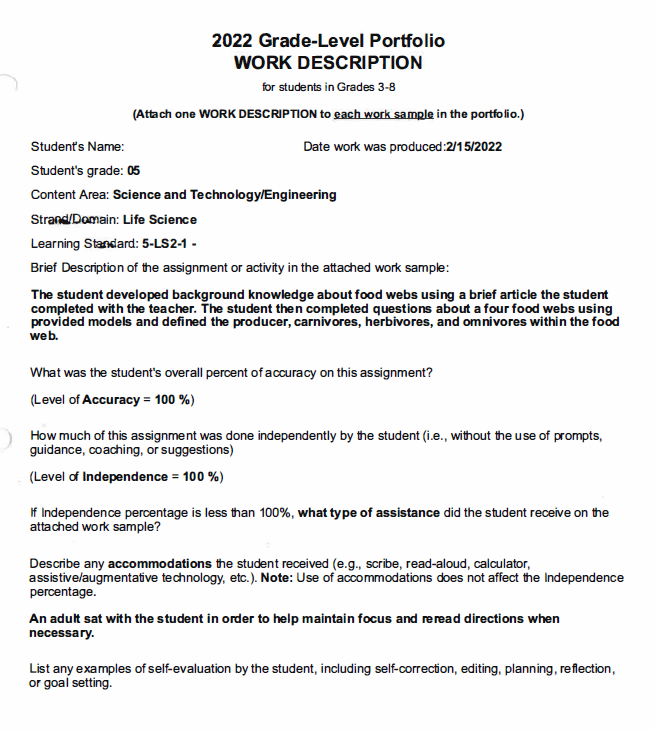 2022 Grade-Level Portfolio
WORK DESCRIPTION
for students in Grades 3-8
(Attach one WORK DESCRIPTION to each work sample in the portfolio.)
Student's Name: Date work was produced:2/15/2022
Student's grade: 05
Content Area: Science and Technology/Engineering
Strand/Domain: Life Science
Learning Standard: 5-LS2-1 -
Brief Description of the assignment or activity in the attached work sample:
The student developed background knowledge about food webs using a brief article the student
completed with the teacher. The student then completed questions about a four food webs using
provided models and defined the producer, carnivores, herbivores, and omnivores within the food
web.
What was the student's overall percent of accuracy on this assignment?
(Level of Accuracy = 100 %)
How much of this assignment was done independently by the student (i.e., without the use of prompts,
guidance, coaching, or suggestions)
(Level of Independence = 100 %)
If Independence percentage is less than 100%, what type of assistance did the student receive on the
attached work sample?
Describe any accommodations the student received (e.g., scribe, read-aloud, calculator,
assistive/augmentative technology, etc.). Note: Use of accommodations does not affect the Independence
percentage.
An adult sat with the student in order to help maintain focus and reread directions when
necessary.
List any examples of self-evaluation by the student, including self-correction, editing, planning, reflection,
or goal setting.